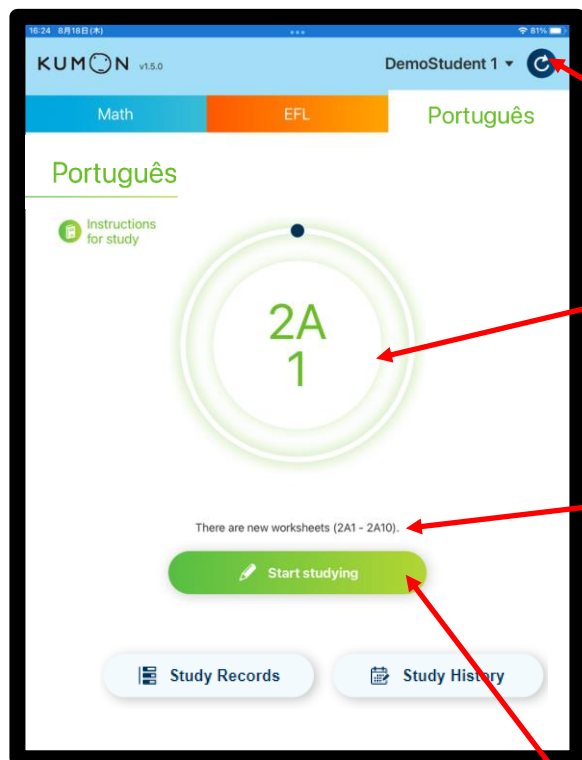 16:24 8月18日(木)
81%
KUMON v1.5.0
DemoStudent 1
Math
EFL
Português
Português
Instructions
for study
2A
1
There are new worksheets (2A1 - 2A10).
Start studying
Study Records
Study History